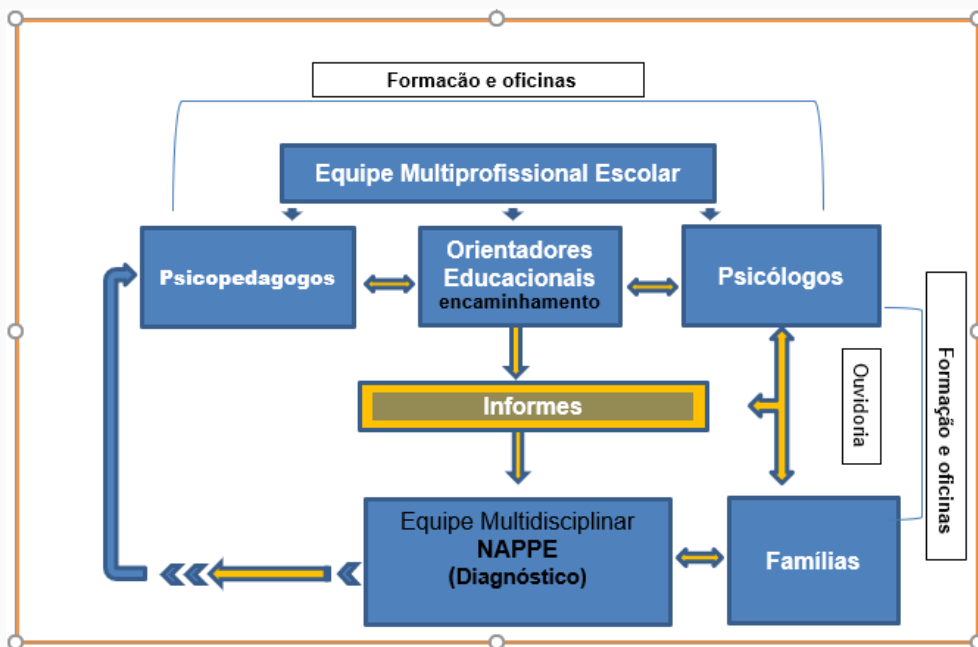 Formacão e oficinas
Equipe Multiprofissional Escolar
Psicopedagogos
Orientadores
Educacionais
encaminhamento
Psicólogos
Informes
Ouvidoria
Formação e oficinas
Equipe Multidisciplinar
NAPPE
(Diagnóstico)
Famílias